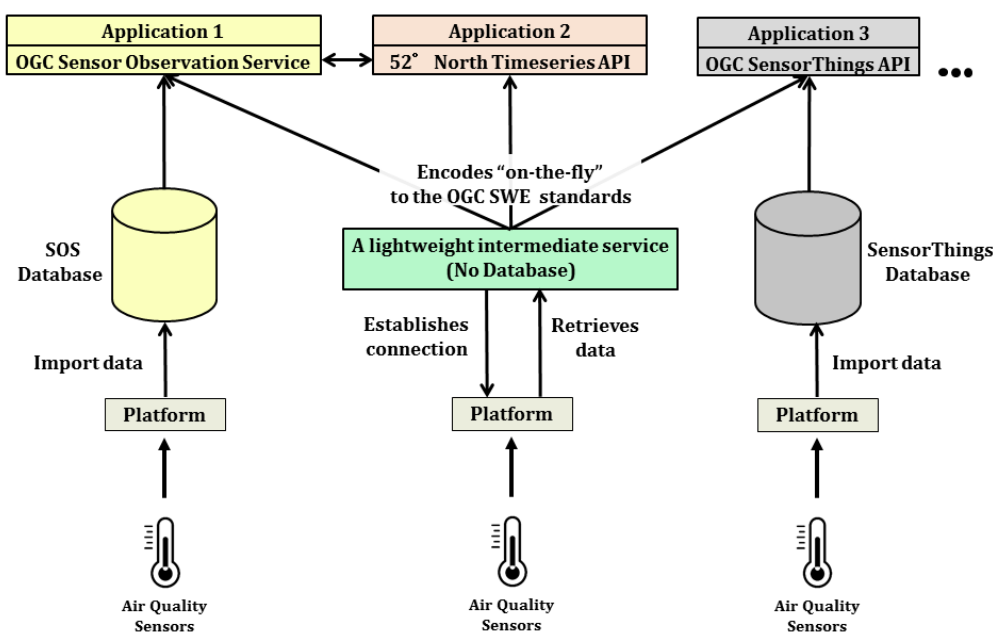 Application 1
OGC Sensor Observation Service
Application 2
52° North Timeseries API
Application 3
OGC SensorThings API
...
Encodes “on-the-fly”
to the OGC SWE standards
SOS
Database
A lightweight intermediate service
(No Database)
SensorThings
Database
Import data
Establishes
connection
Retrieves
data
Import data
Platform
Platform
Platform
Air Quality
Sensors
Air Quality
Sensors
Air Quality
Sensors